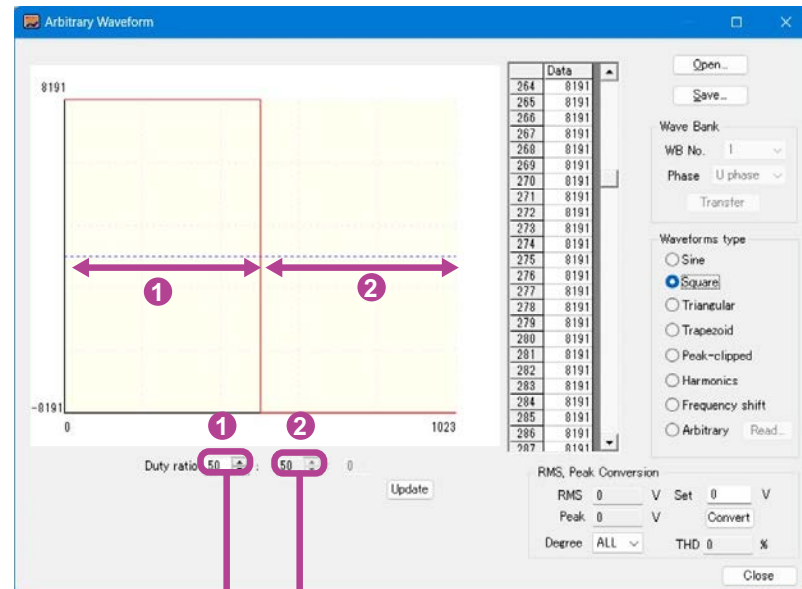 Arbitrary Waveform
8191
-8191
0
1023
1
2
1
2
Duty ratio 50 : 50 : 0
Update
Data
264 8191
265 8191
266 8191
267 8191
268 8191
269 8191
270 8191
271 8191
272 8191
273 8191
274 8191
275 8191
276 8191
277 8191
278 8191
279 8191
280 8191
281 8191
282 8191
283 8191
284 8191
285 8191
286 8191
287 8191
Open...
Save...
Wave Bank
WB No. 1
Phase U phase
Transfer
Waveforms type
Sine
Square
Triangular
Trapezoid
Peak-clipped
Harmonics
Frequency shift
Arbitrary Read...
RMS, Peak Conversion
RMS 0 V Set 0 V
Peak 0 V Convert
Degree ALL THD 0 %
Close